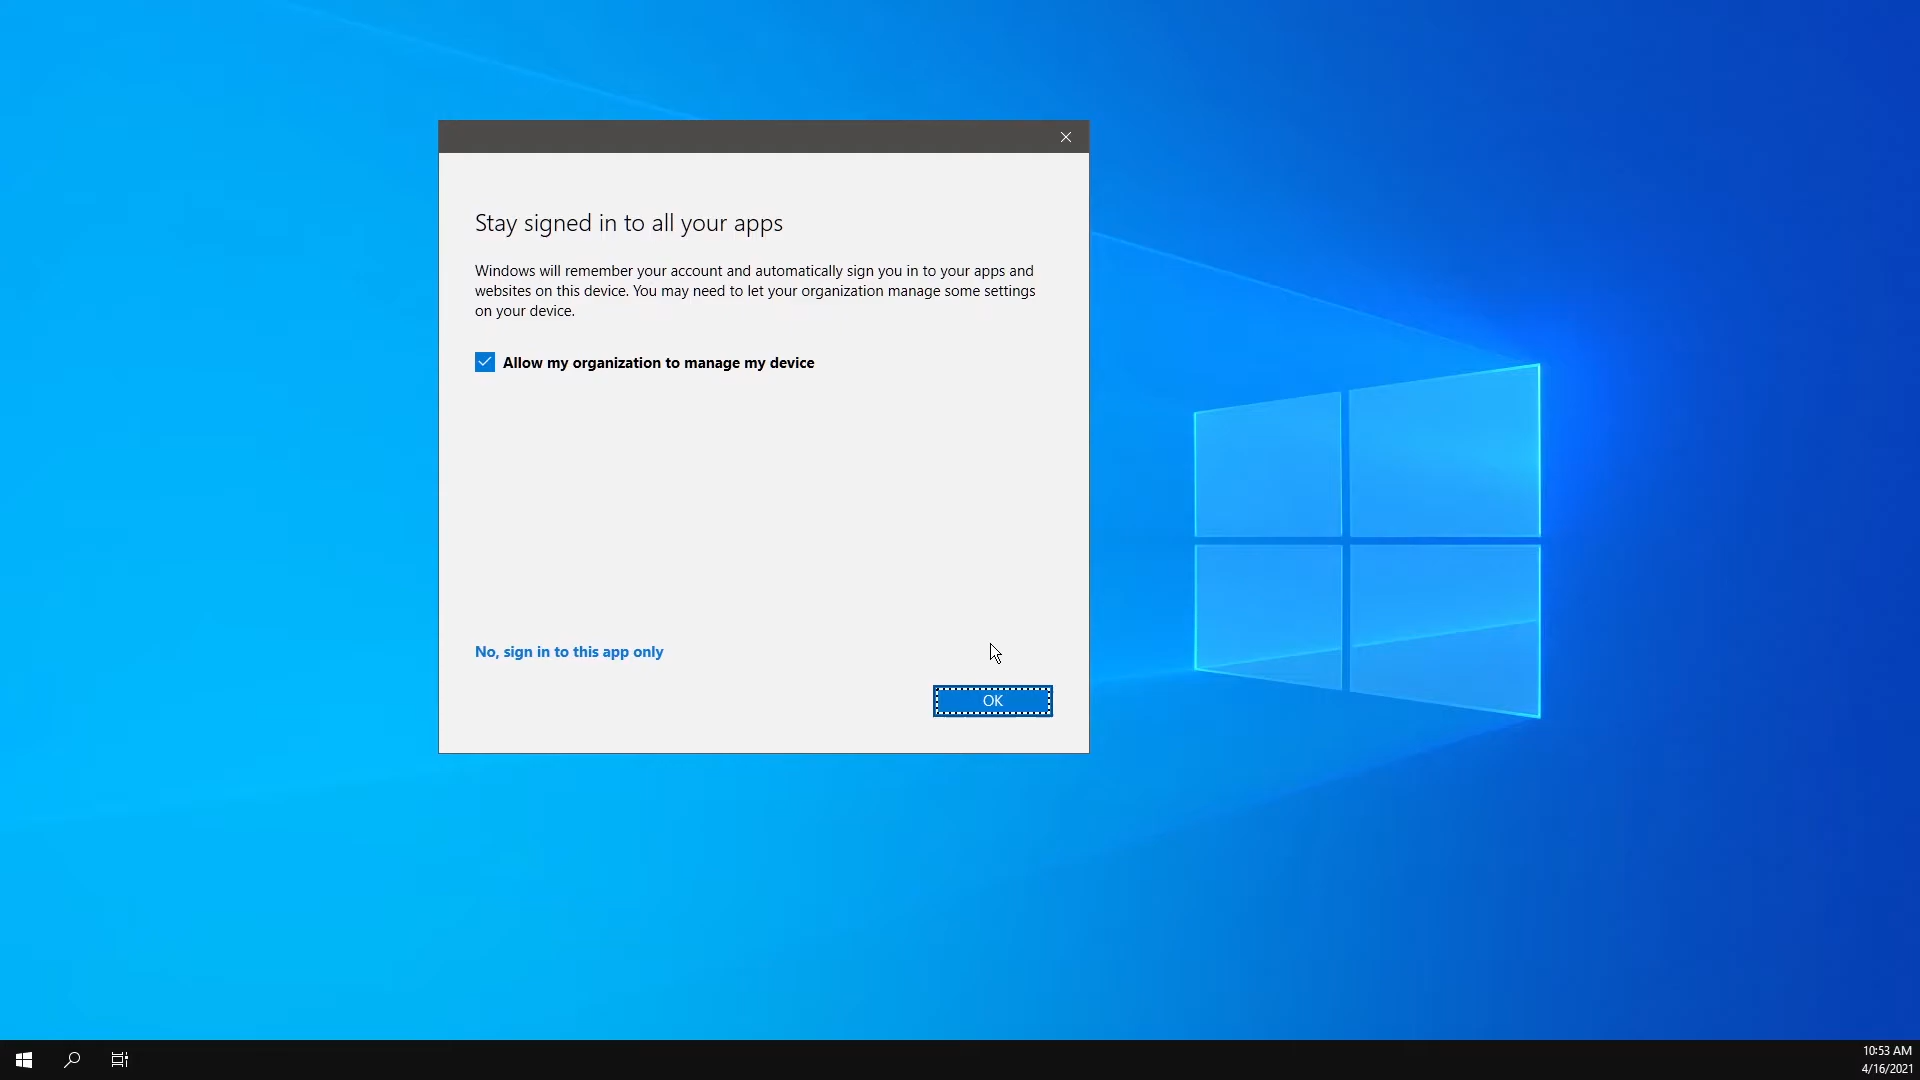 Stay signed in to all your apps
Windows will remember your account and automatically sign you in to your apps and
websites on this device. You may need to let your organization manage some settings
on your device.
Allow my organization to manage my device
No, sign in to this app only
OK
10:53 AM
4/16/2021